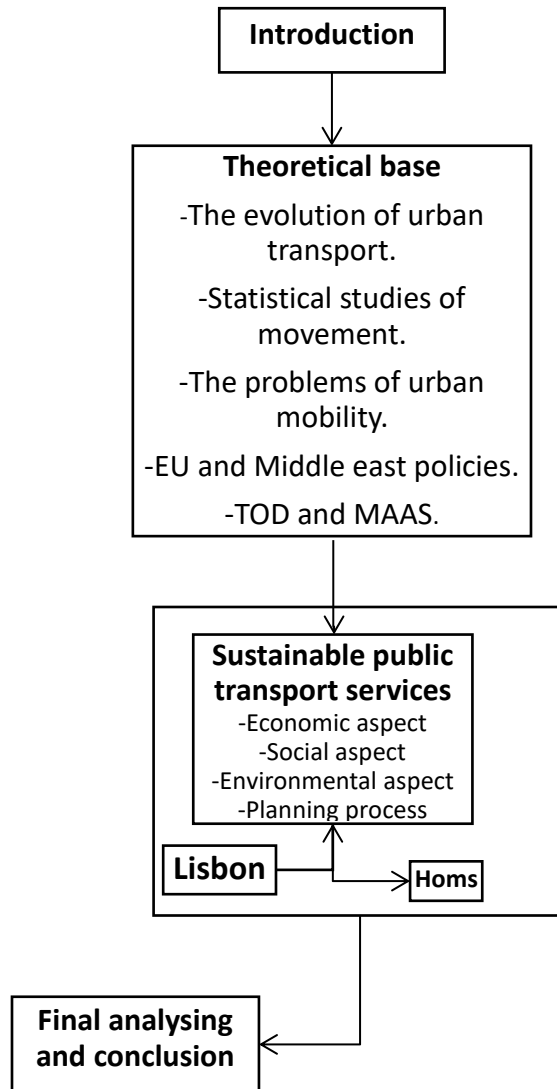 Introduction
Theoretical base
-The evolution of urban
transport.
-Statistical studies of
movement.
-The problems of urban
mobility.
-EU and Middle east policies.
-TOD and MAAS.
Sustainable public
transport services
-Economic aspect
-Social aspect
-Environmental aspect
-Planning process
Lisbon
Homs
Final analysing
and conclusion